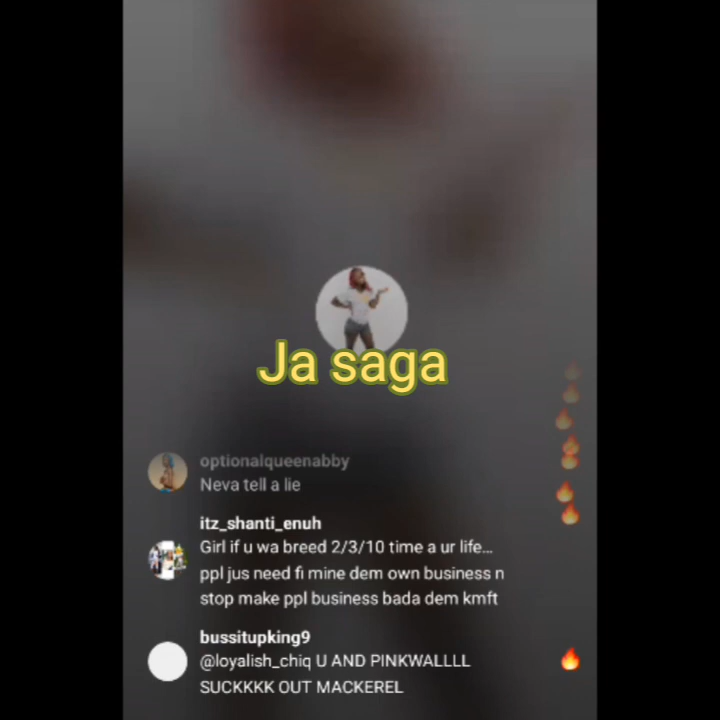 Ja saga
optionalqueenabby
Neva tell a lie
itz_shanti_enuh
Girl if u wa breed 2/3/10 time a ur life...
ppl jus need fi mine dem own business n
stop make ppl business bada dem kmft
bussitupking9
@loyalish_chiq U AND PINKWALLLL
SUCKKKK OUT MACKEREL